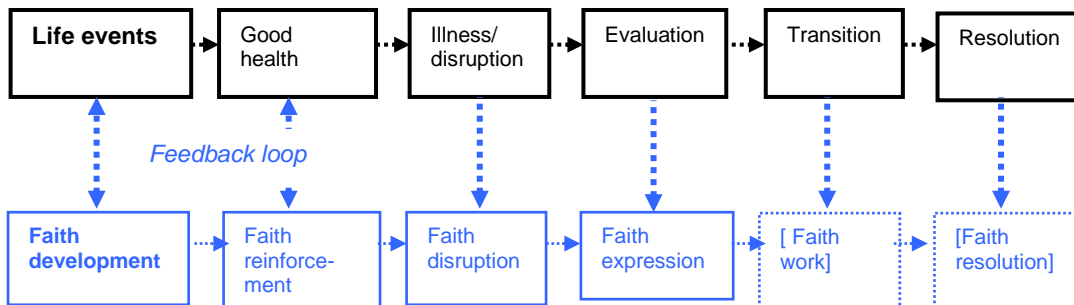 Life events
Good
health
Illness/
disruption
Evaluation
Transition
Resolution
Feedback loop
Faith
development
Faith
reinforce-
ment
Faith
disruption
Faith
expression
[ Faith
work]
[Faith
resolution]